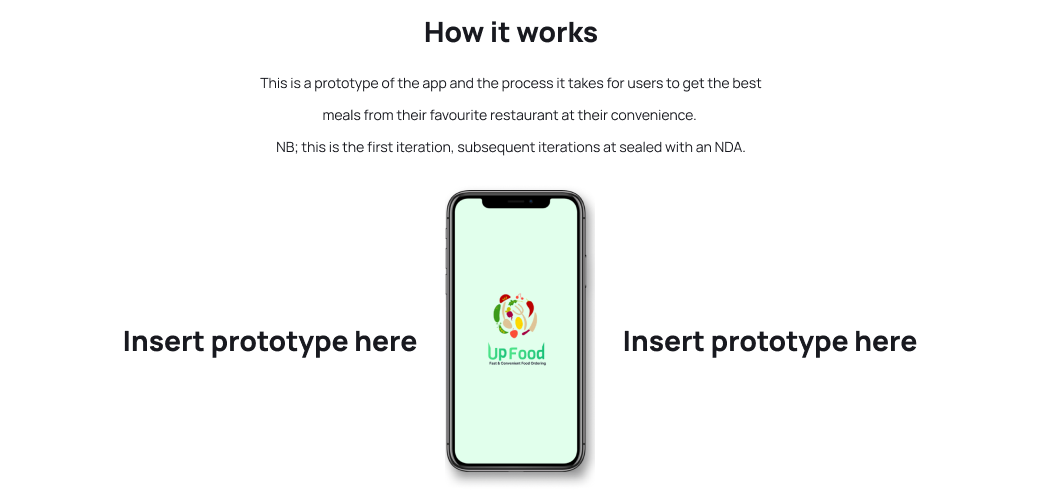 How it works
This is a prototype of the app and the process it takes for users to get the best
meals from their favourite restaurant at their convenience.
NB; this is the first iteration, subsequent iterations at sealed with an NDA.
Insert prototype here
Up Food
Fast & Convenient Food Ordering
Insert prototype here